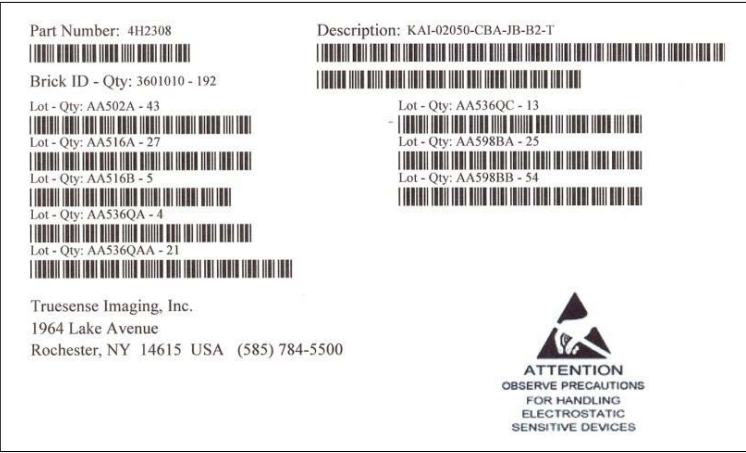 Part Number: 4H2308
Description: KAI-02050-CBA-JB-B2-T
Brick ID - Qty: 3601010 - 192
Lot - Qty: AA502A - 43
Lot - Qty: AA516A - 27
Lot - Qty: AA516B - 5
Lot - Qty: AA536QA - 4
Lot - Qty: AA536QAA - 21
Lot - Qty: AA536QC - 13
Lot - Qty: AA598BA - 25
Lot - Qty: AA598BB - 54
Truesense Imaging, Inc.
1964 Lake Avenue
Rochester, NY 14615 USA (585) 784-5500
ATTENTION
OBSERVE PRECAUTIONS
FOR HANDLING
ELECTROSTATIC
SENSITIVE DEVICES